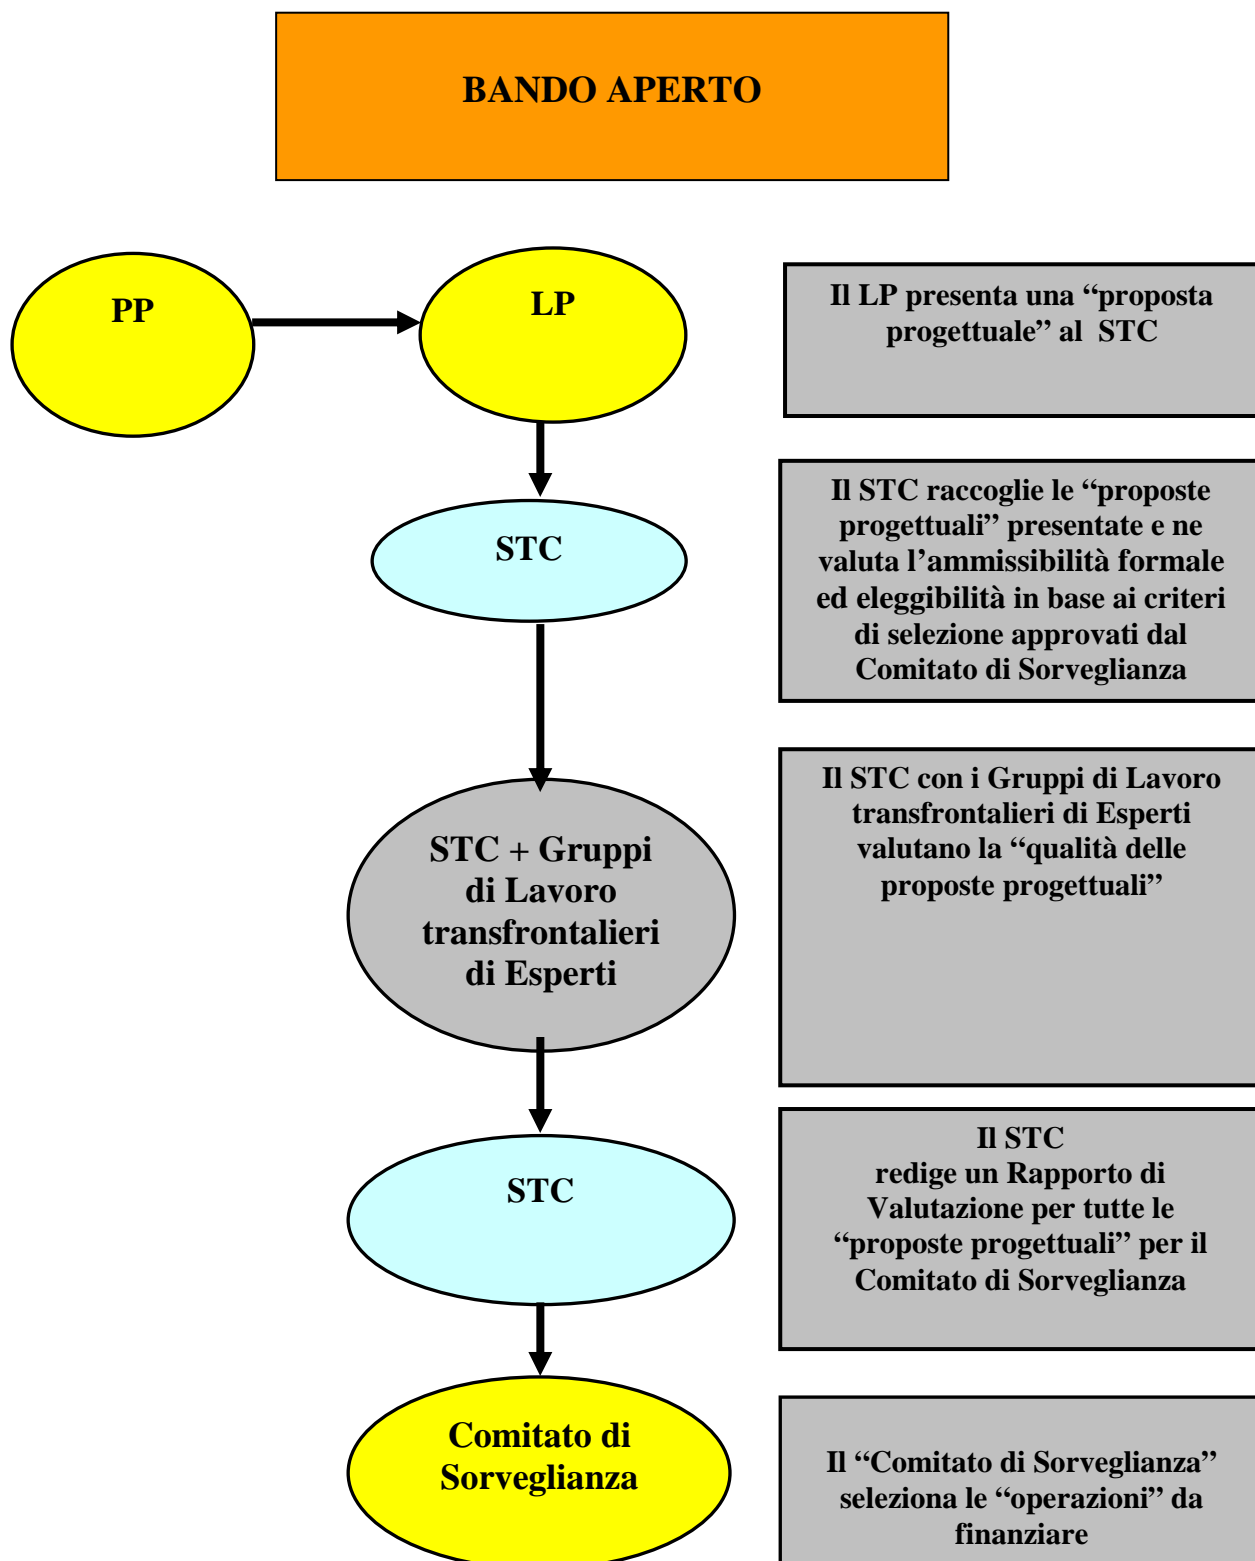 BANDO APERTO
PP
LP
Il LP presenta una “proposta
progettuale” al STC
STC
Il STC raccoglie le “proposte
progettuali” presentate e ne
valuta l’ammissibilità formale
ed eleggibilità in base ai criteri
di selezione approvati dal
Comitato di Sorveglianza
STC + Gruppi
di Lavoro
transfrontalieri
di Esperti
Il STC con i Gruppi di Lavoro
transfrontalieri di Esperti
valutano la “qualità delle
proposte progettuali”
STC
Il STC
redige un Rapporto di
Valutazione per tutte le
“proposte progettuali” per il
Comitato di Sorveglianza
Comitato di
Sorveglianza
Il “Comitato di Sorveglianza”
seleziona le “operazioni” da
finanziare